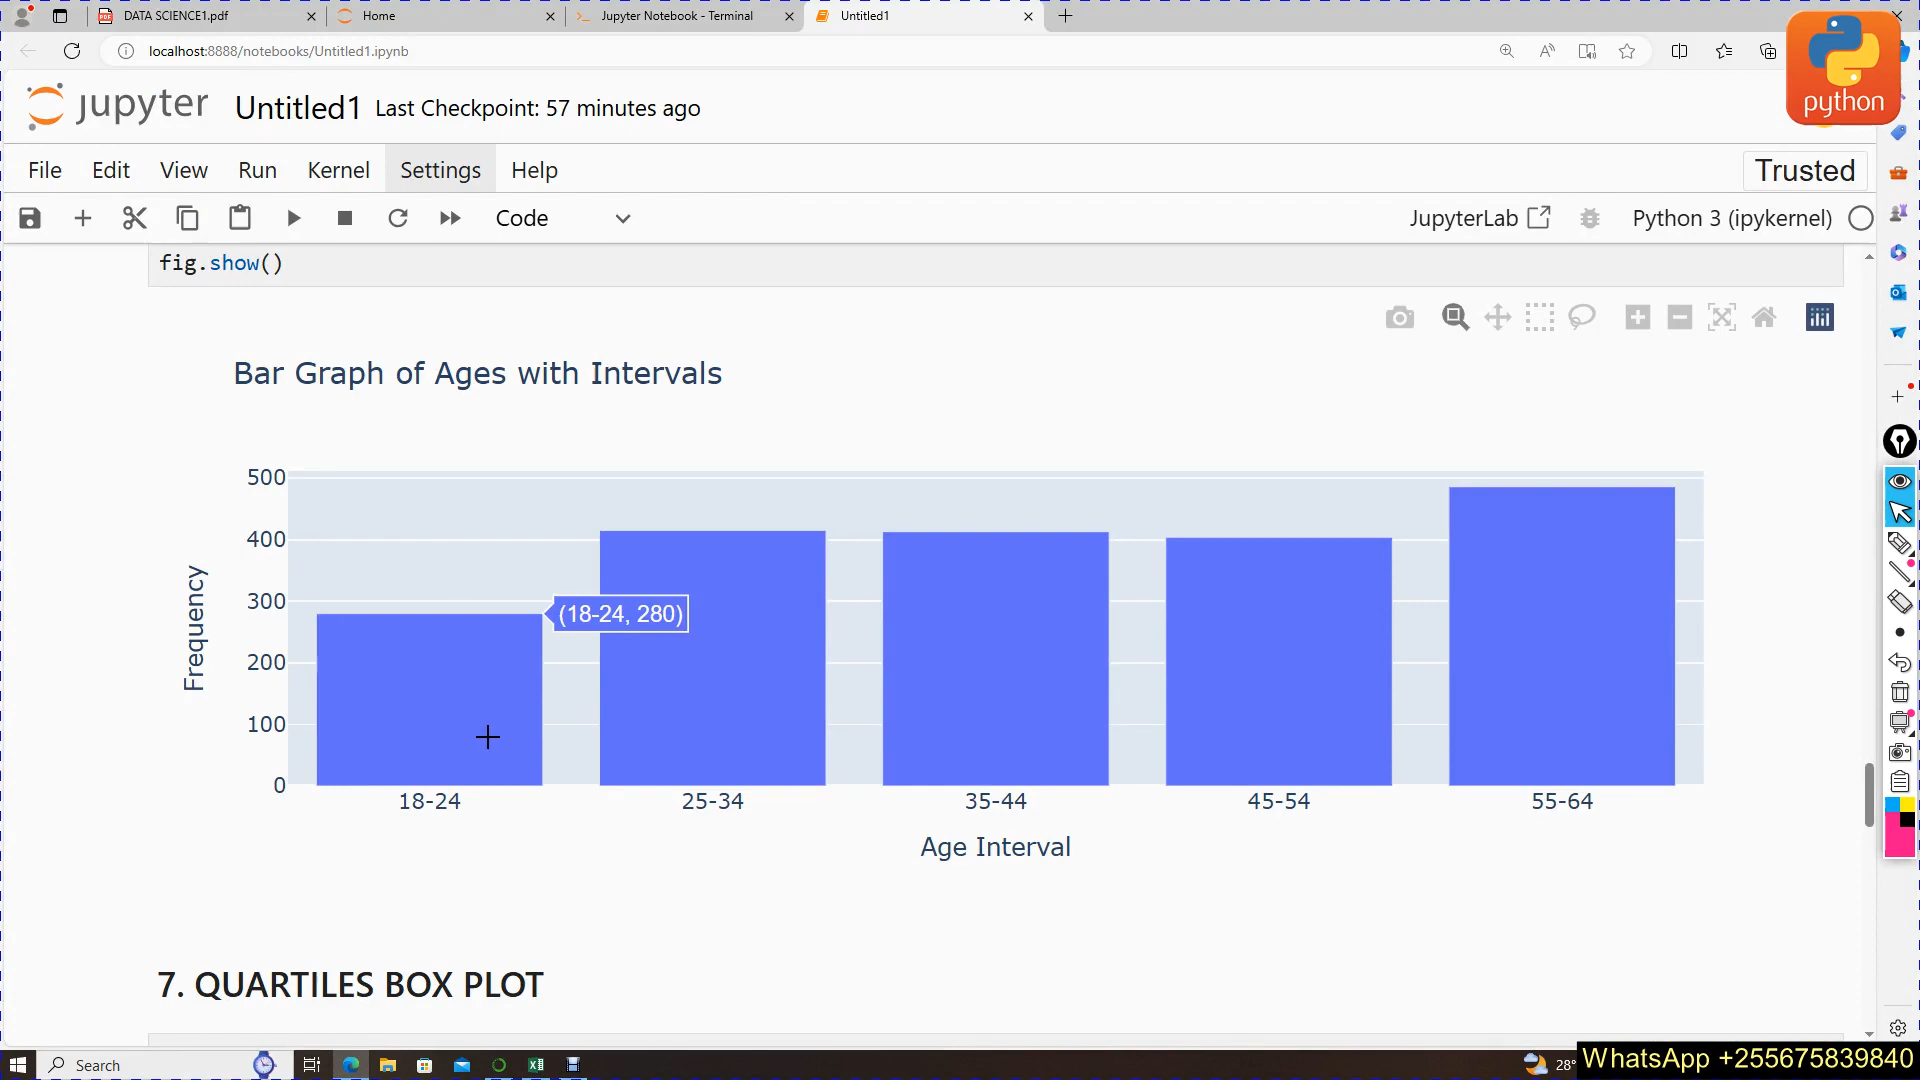 DATA SCIENCE1.pdf
Home
Jupyter Notebook - Terminal
Untitled1
localhost:8888/notebooks/Untitled1.ipynb
python
jupyter Untitled1 Last Checkpoint: 57 minutes ago
File Edit View Run Kernel Settings Help
Trusted
Code
JupyterLab
Python 3 (ipykernel)
fig.show()
Bar Graph of Ages with Intervals
500
400
300
200
100
0
Frequency
(18-24, 280)
18-24 25-34 35-44 45-54 55-64
Age Interval
7. QUARTILES BOX PLOT
Search
28°
WhatsApp +255675839840